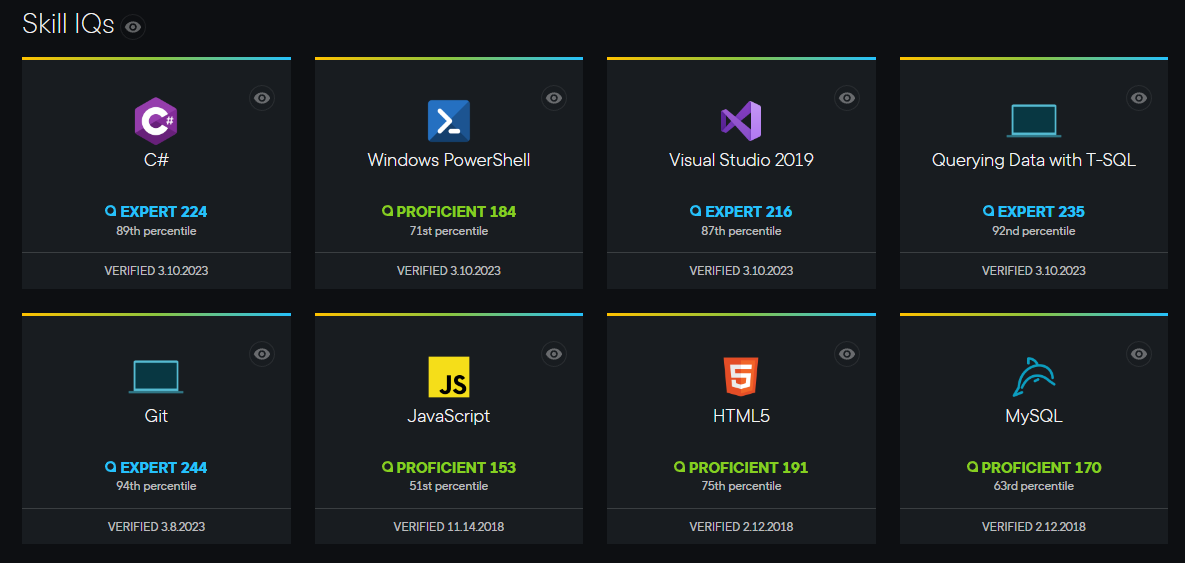 Skill IQs
C#
C#
EXPERT 224
89th percentile
VERIFIED 3.10.2023
Windows PowerShell
PROFICIENT 184
71st percentile
VERIFIED 3.10.2023
Visual Studio 2019
EXPERT 216
87th percentile
VERIFIED 3.10.2023
Querying Data with T-SQL
EXPERT 235
92nd percentile
VERIFIED 3.10.2023
Git
EXPERT 244
94th percentile
VERIFIED 3.8.2023
JS
JavaScript
PROFICIENT 153
51st percentile
VERIFIED 11.14.2018
5
HTML5
PROFICIENT 191
75th percentile
VERIFIED 2.12.2018
MySQL
PROFICIENT 170
63rd percentile
VERIFIED 2.12.2018